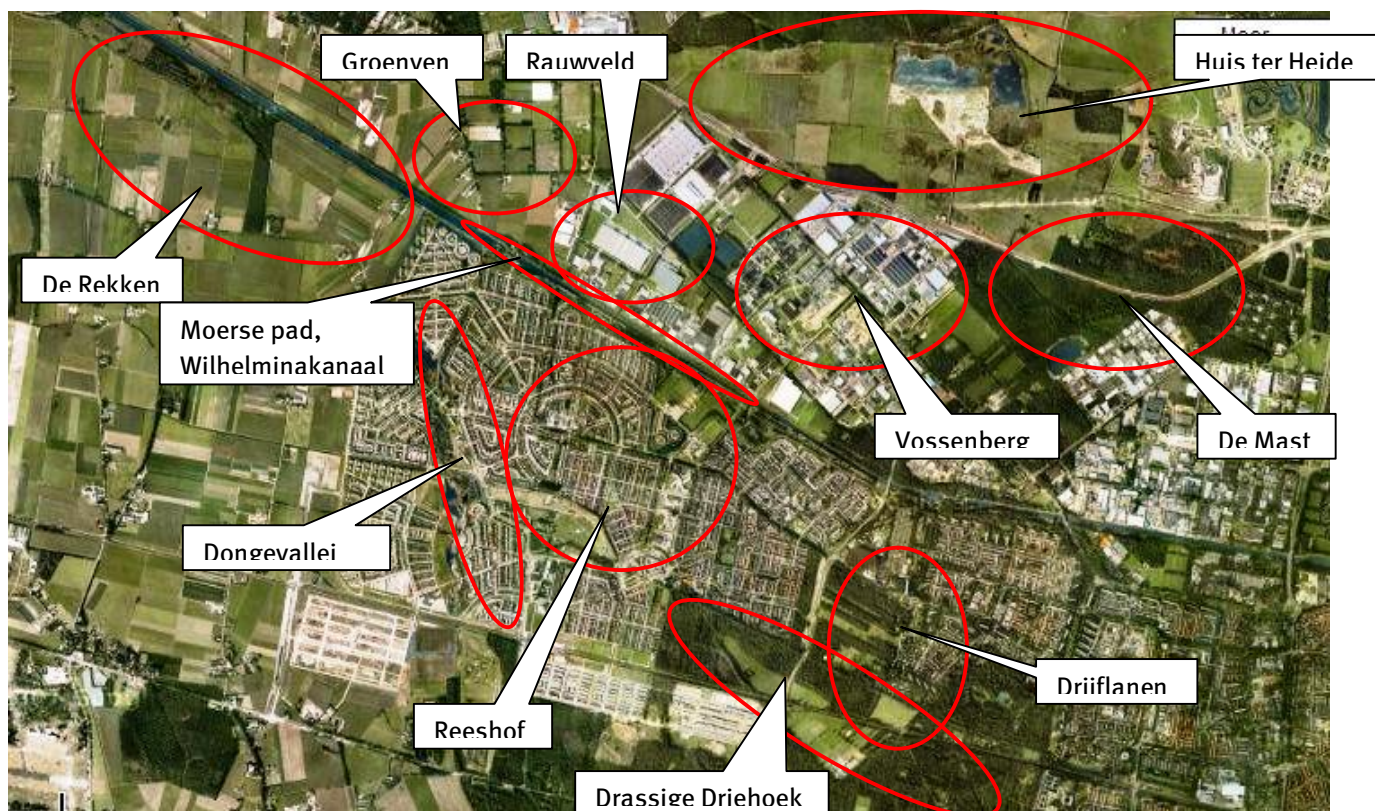 Groenven
Rauwveld
Huis ter Heide
De Rekken
Moerse pad,
Wilhelminakanaal
Vossenberg
De Mast
Dongevallei
Reeshof
Drijflanen
Drassige Driehoek